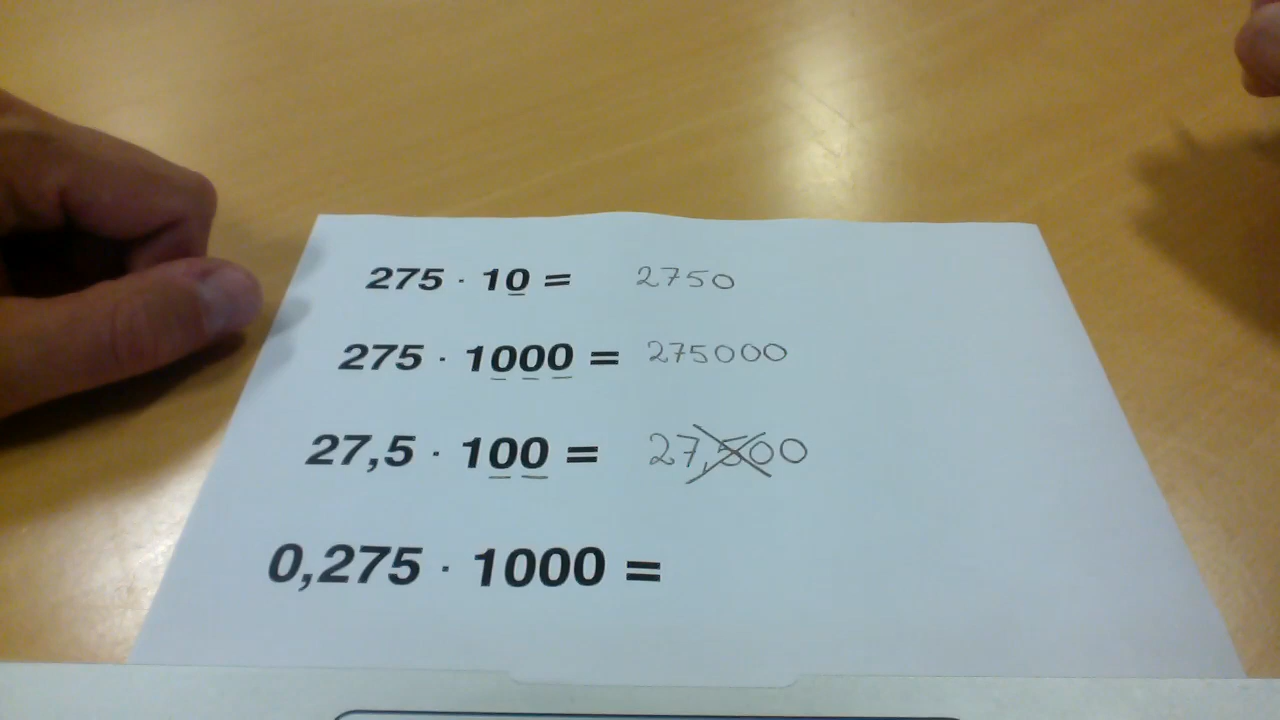 275 · 10 = 2750
275 · 1000 = 275000
27,5 · 100 = 27,500
0,275 · 1000 =